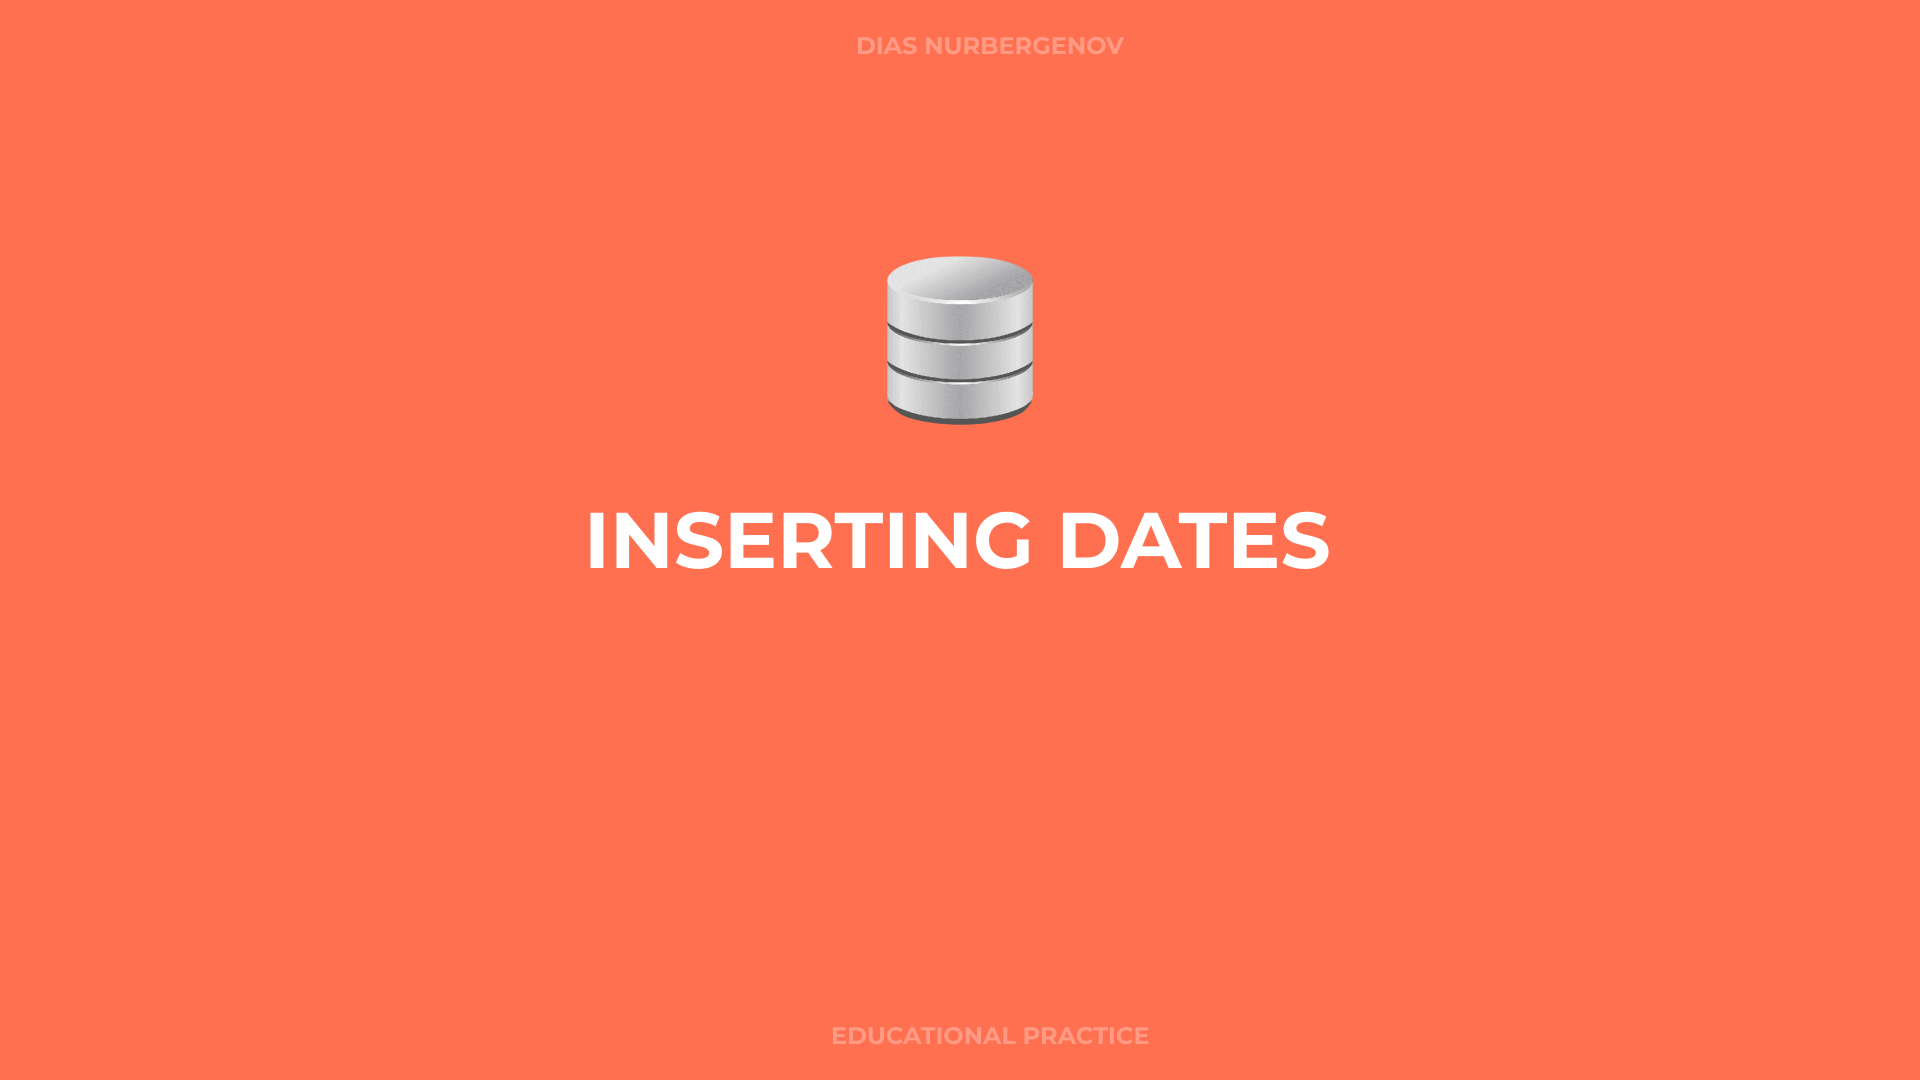 DIAS NURBERGENOV
INSERTING DATES
EDUCATIONAL PRACTICE